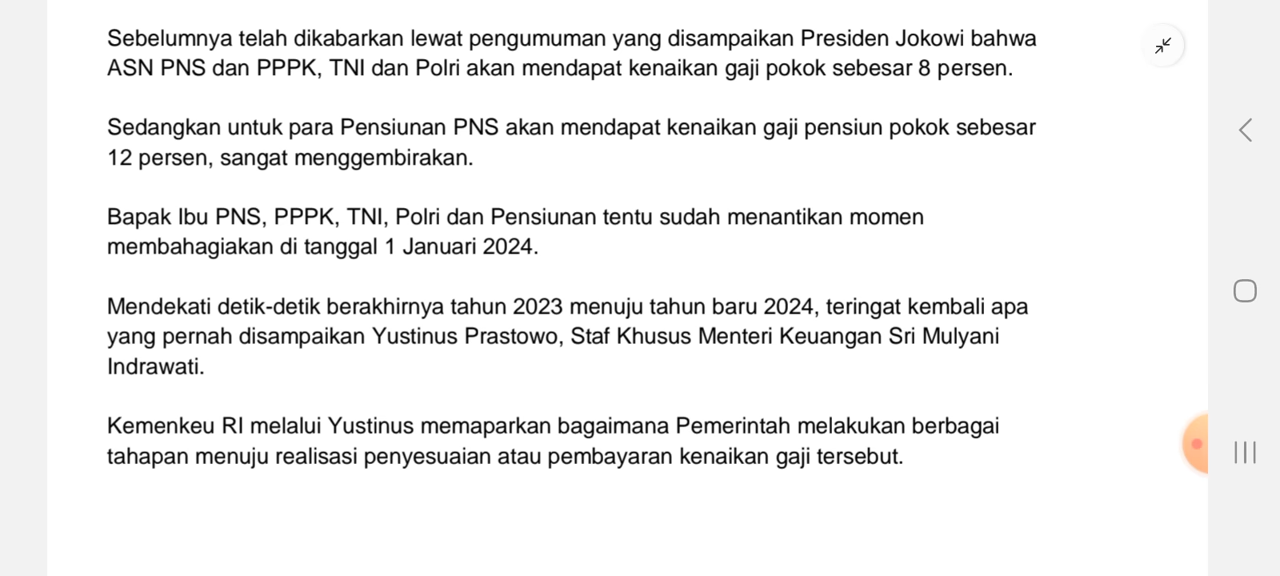 Sebelumnya telah dikabarkan lewat pengumuman yang disampaikan Presiden Jokowi bahwa
ASN PNS dan PPPK, TNI dan Polri akan mendapat kenaikan gaji pokok sebesar 8 persen.
Sedangkan untuk para Pensiunan PNS akan mendapat kenaikan gaji pensiun pokok sebesar
12 persen, sangat menggembirakan.
Bapak Ibu PNS, PPPK, TNI, Polri dan Pensiunan tentu sudah menantikan momen
membahagiakan di tanggal 1 Januari 2024.
Mendekati detik-detik berakhirnya tahun 2023 menuju tahun baru 2024, teringat kembali apa
yang pernah disampaikan Yustinus Prastowo, Staf Khusus Menteri Keuangan Sri Mulyani
Indrawati.
Kemenkeu RI melalui Yustinus memaparkan bagaimana Pemerintah melakukan berbagai
tahapan menuju realisasi penyesuaian atau pembayaran kenaikan gaji tersebut.